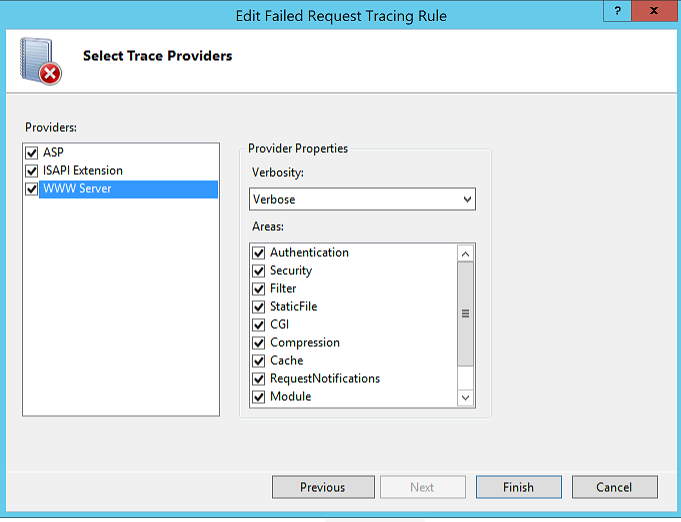 Edit Failed Request Tracing Rule
?
x
Select Trace Providers
Providers:
ASP
ISAPI Extension
WWW Server
Provider Properties
Verbosity:
Verbose
Areas:
Authentication
Security
Filter
StaticFile
CGI
Compression
Cache
RequestNotifications
Module
Previous
Next
Finish
Cancel